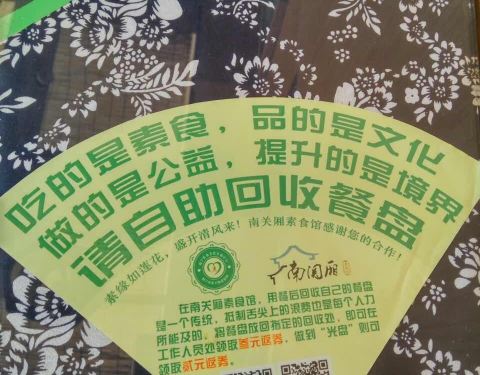 吃的是素食，品的是文化
做的是公益，提升的是境界
请自助回收餐盘
素缘如莲花，盛开清风来！南关厢素食馆感谢您的合作！
南关厢
在南关厢素食馆，用餐后回收自己的餐盘
是一个传统，抵制舌尖上的浪费也是每个人力
所能及的。将餐盘放回指定的回收处，即可在
工作人员处领取叁元返券，做到“光盘”则可
领取贰元返券。